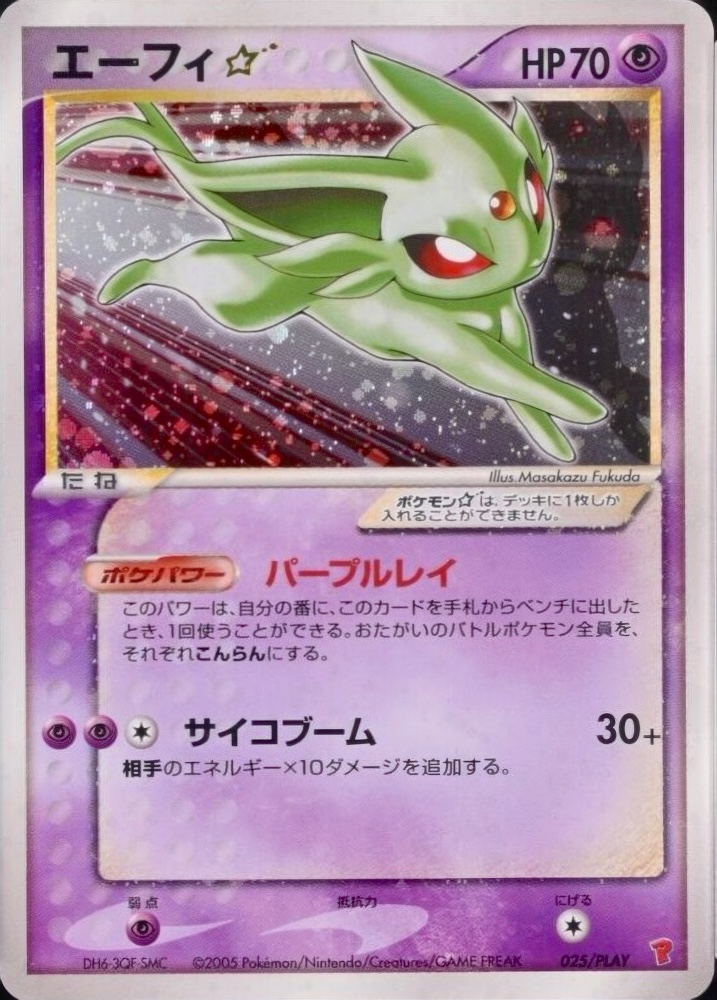 エーフィ☆ HP70
たね
Illus. Masakazu Fukuda
ポケモン☆は、デッキに1枚しか
入れることができません。
ポケパワー パープルレイ
このパワーは、自分の番に、このカードを手札からベンチに出した
とき、1回使うことができる。おたがいのバトルポケモン全員を、
それぞれこんらんにする。
サイコブーム 30+
相手のエネルギー×10ダメージを追加する。
弱点 抵抗力 にげる
DH6-3QF-SMC ©2005 Pokémon/Nintendo/Creatures/GAME FREAK 025/PLAY